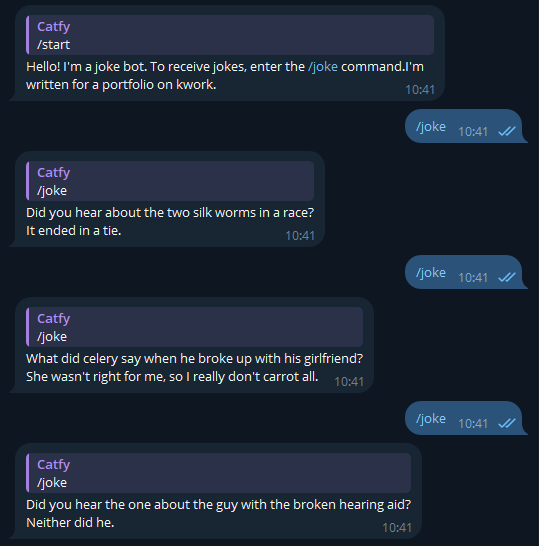 Catfy
/start
Hello! I'm a joke bot. To receive jokes, enter the /joke command.I'm
written for a portfolio on kwork.
10:41
/joke 10:41
Catfy
/joke
Did you hear about the two silk worms in a race?
It ended in a tie.
10:41
/joke 10:41
Catfy
/joke
What did celery say when he broke up with his girlfriend?
She wasn't right for me, so I really don't carrot all.
10:41
/joke 10:41
Catfy
/joke
Did you hear the one about the guy with the broken hearing aid?
Neither did he.
10:41